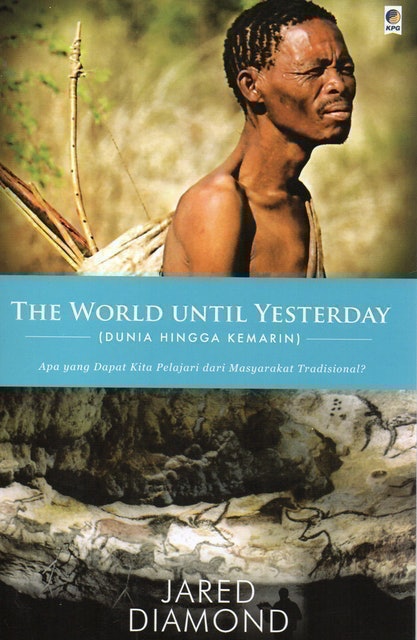 KPG
THE WORLD UNTIL YESTERDAY
(DUNIA HINGGA KEMARIN)
Apa yang Dapat Kita Pelajari dari Masyarakat Tradisional?
JARED
DIAMOND